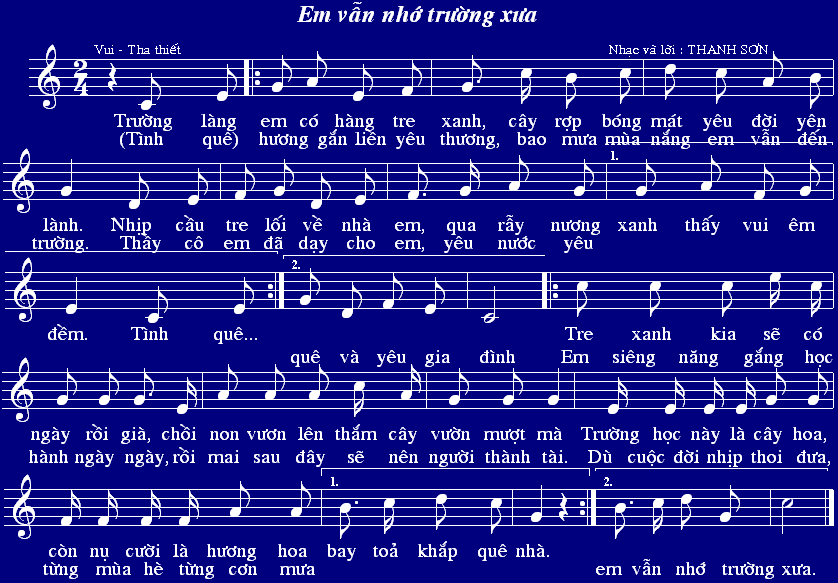 Em vẫn nhớ trường xưa
Vui - Tha thiết
Nhạc và lời : THANH SƠN
2
4
Trường làng em có hàng tre xanh, cây rợp bóng mát yêu đời yên
(Tình quê) hương gắn liền yêu thương, bao mưa mùa nắng em vẫn đến
1.
lành. Nhịp cầu tre lối về nhà em, qua rẫy nương xanh thấy vui êm
trường. Thầy cô em đã dạy cho em, yêu nước yêu
2.
đềm. Tình quê... Tre xanh kia sẽ có
quê và yêu gia đình Em siêng năng gắng học
ngày rồi già, chồi non vươn lên thắm cây vườn mượt mà Trường học này là cây hoa,
hành ngày ngày, rồi mai sau đây sẽ nên người thành tài. Dù cuộc đời nhịp thoi đưa,
1.
2.
còn nụ cười là hương hoa bay toả khắp quê nhà.
từng mùa hè từng cơn mưa em vẫn nhớ trường xưa.